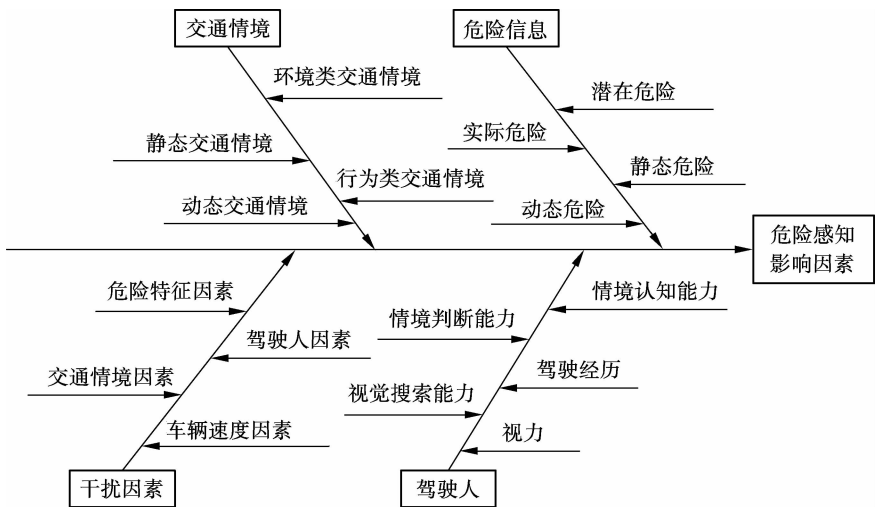 交通情境
危险信息
环境类交通情境
潜在危险
实际危险
静态交通情境
静态危险
行为类交通情境
动态交通情境
动态危险
危险感知
影响因素
危险特征因素
情境认知能力
情境判断能力
驾驶人因素
交通情境因素
驾驶经历
视觉搜索能力
车辆速度因素
视力
干扰因素
驾驶人